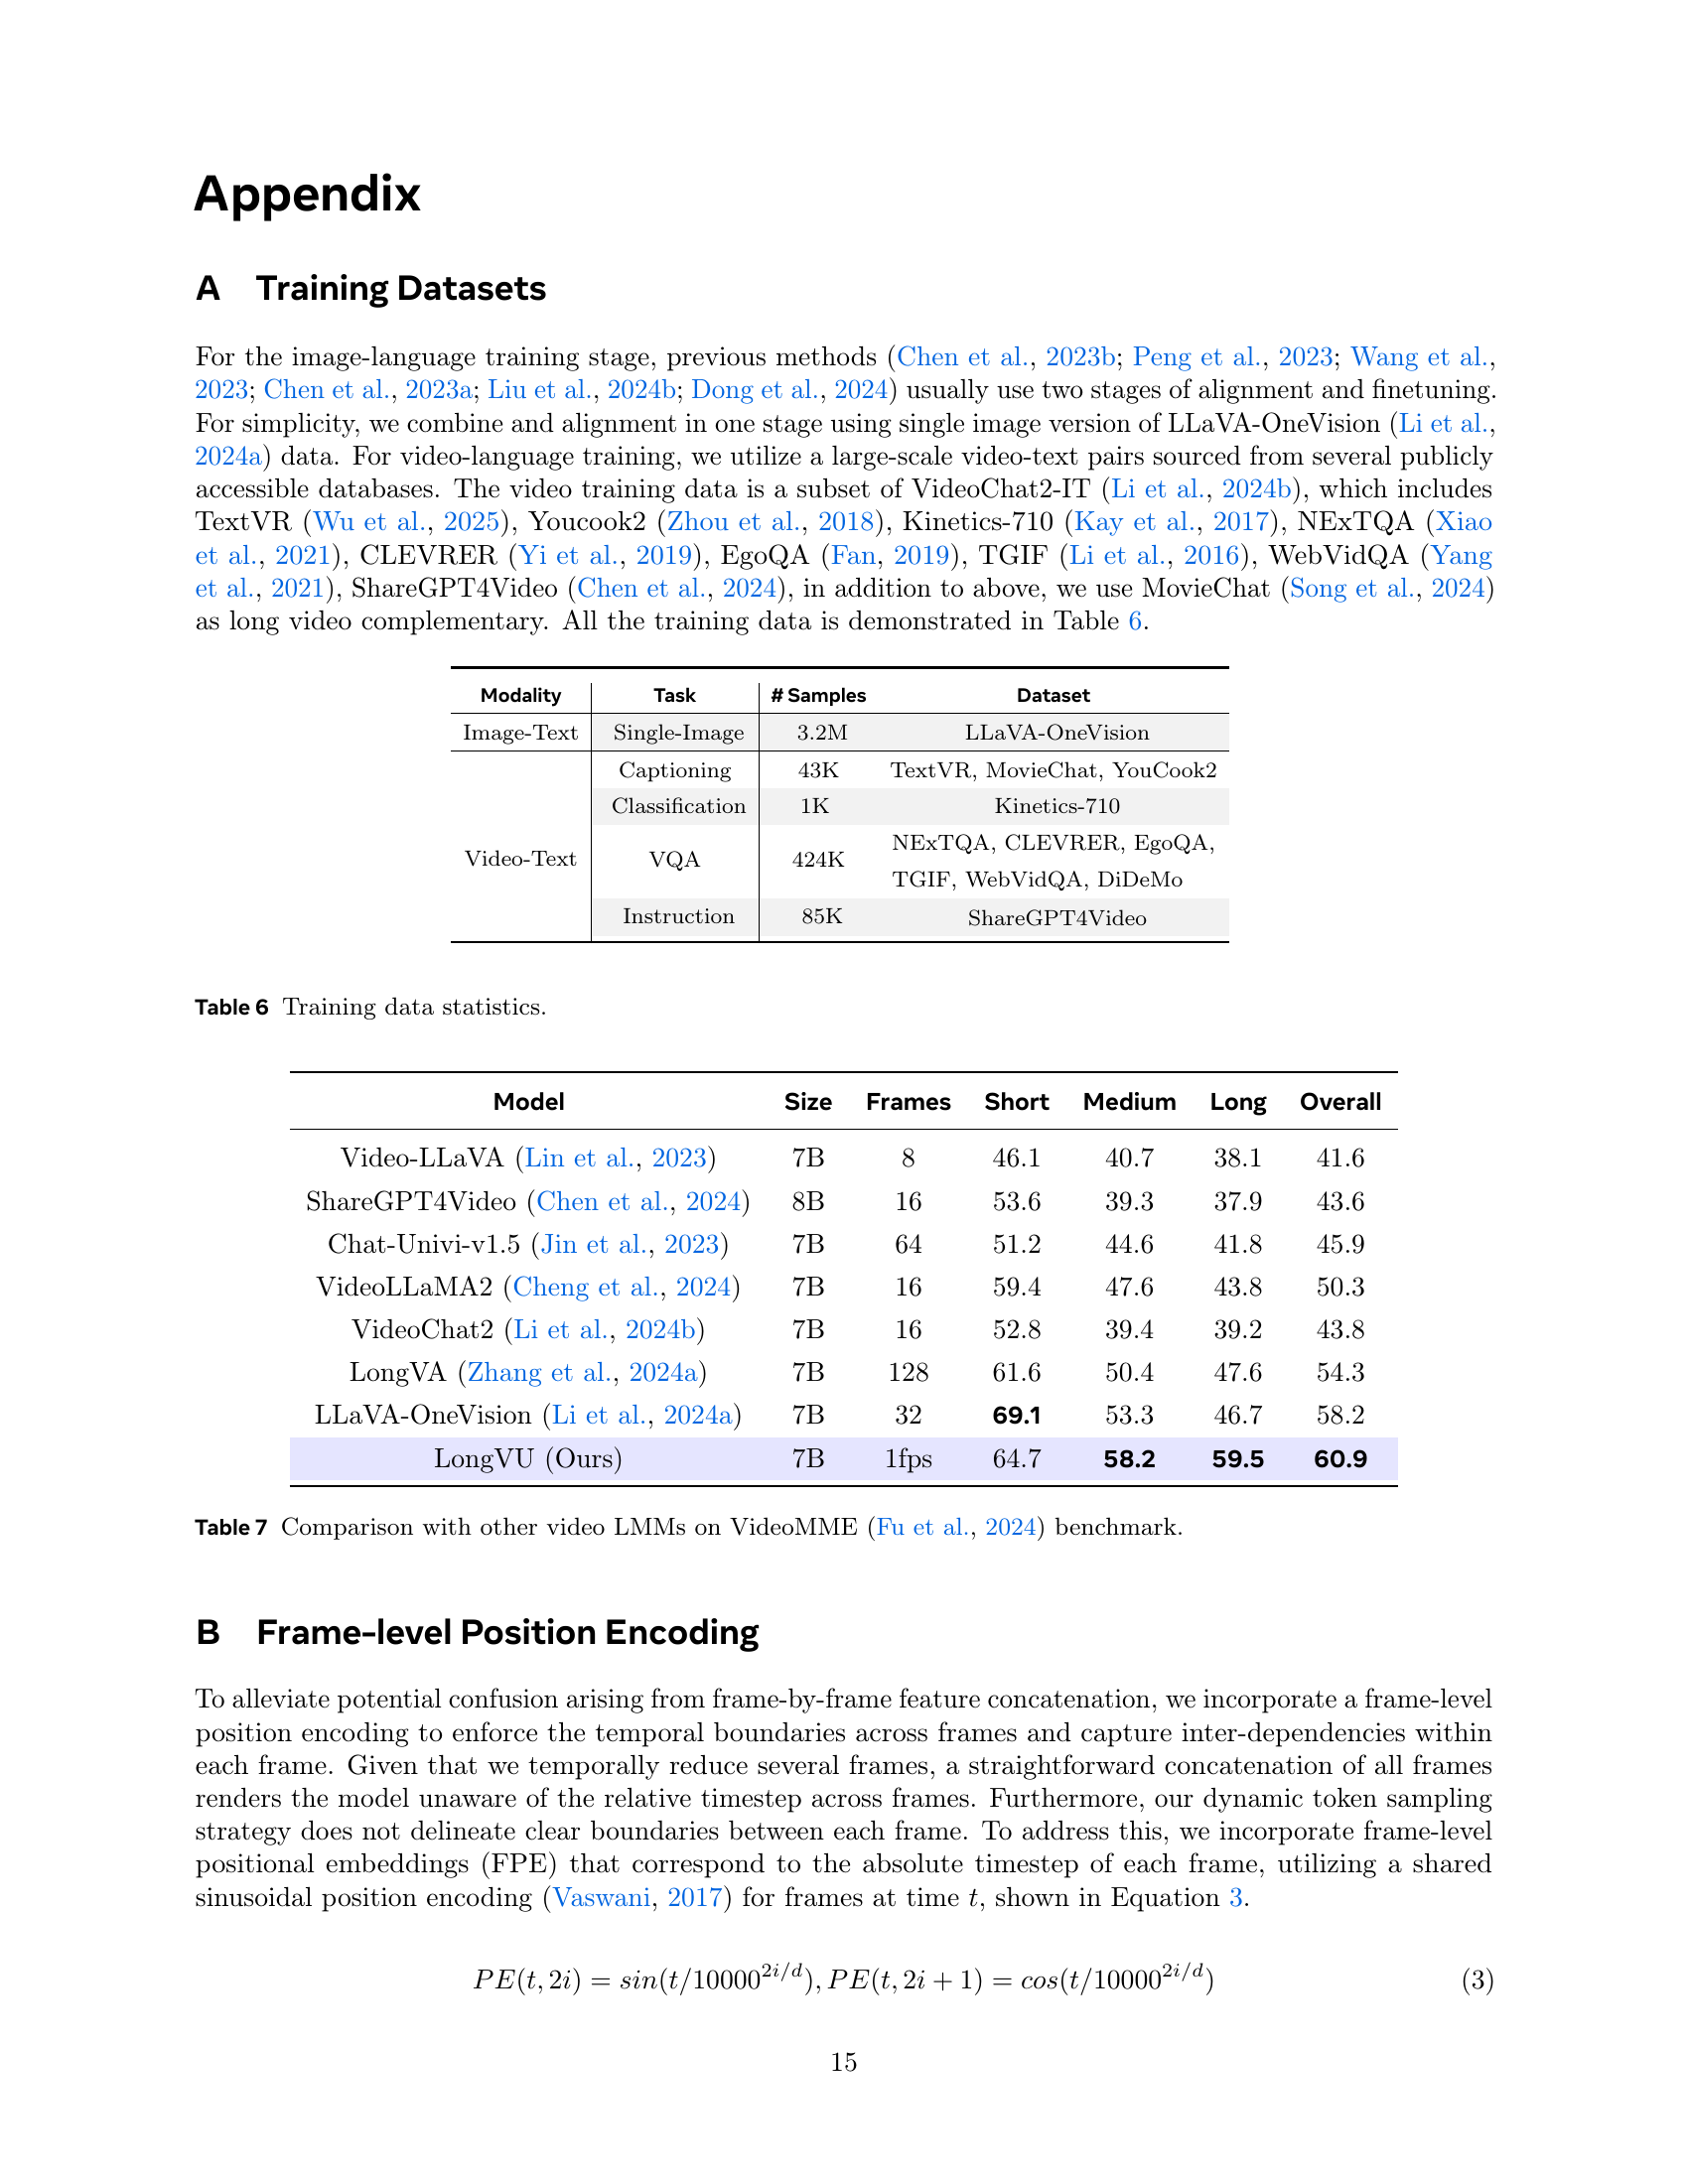 Appendix
A Training Datasets
For the image-language training stage, previous methods (Chen et al., 2023b; Peng et al., 2023; Wang et al.,
2023; Chen et al., 2023a; Liu et al., 2024b; Dong et al., 2024) usually use two stages of alignment and finetuning.
For simplicity, we combine and alignment in one stage using single image version of LLaVA-OneVision (Li et al.,
2024a) data. For video-language training, we utilize a large-scale video-text pairs sourced from several publicly
accessible databases. The video training data is a subset of VideoChat2-IT (Li et al., 2024b), which includes
TextVR (Wu et al., 2025), Youcook2 (Zhou et al., 2018), Kinetics-710 (Kay et al., 2017), NExTQA (Xiao
et al., 2021), CLEVRER (Yi et al., 2019), EgoQA (Fan, 2019), TGIF (Li et al., 2016), WebVidQA (Yang
et al., 2021), ShareGPT4Video (Chen et al., 2024), in addition to above, we use MovieChat (Song et al., 2024)
as long video complementary. All the training data is demonstrated in Table 6.
Modality Task # Samples Dataset
Image-Text Single-Image 3.2M LLaVA-OneVision
Captioning 43K TextVR, MovieChat, YouCook2
Classification 1K Kinetics-710
Video-Text VQA 424K NExTQA, CLEVRER, EgoQA,
TGIF, WebVidQA, DiDeMo
Instruction 85K ShareGPT4Video
Table 6 Training data statistics.
Model Size Frames Short Medium Long Overall
Video-LLaVA (Lin et al., 2023) 7B 8 46.1 40.7 38.1 41.6
ShareGPT4Video (Chen et al., 2024) 8B 16 53.6 39.3 37.9 43.6
Chat-Univi-v1.5 (Jin et al., 2023) 7B 64 51.2 44.6 41.8 45.9
VideoLLaMA2 (Cheng et al., 2024) 7B 16 59.4 47.6 43.8 50.3
VideoChat2 (Li et al., 2024b) 7B 16 52.8 39.4 39.2 43.8
LongVA (Zhang et al., 2024a) 7B 128 61.6 50.4 47.6 54.3
LLaVA-OneVision (Li et al., 2024a) 7B 32 69.1 53.3 46.7 58.2
LongVU (Ours) 7B 1fps 64.7 58.2 59.5 60.9
Table 7 Comparison with other video LMMs on VideoMME (Fu et al., 2024) benchmark.
B Frame-level Position Encoding
To alleviate potential confusion arising from frame-by-frame feature concatenation, we incorporate a frame-level
position encoding to enforce the temporal boundaries across frames and capture inter-dependencies within
each frame. Given that we temporally reduce several frames, a straightforward concatenation of all frames
renders the model unaware of the relative timestep across frames. Furthermore, our dynamic token sampling
strategy does not delineate clear boundaries between each frame. To address this, we incorporate frame-level
positional embeddings (FPE) that correspond to the absolute timestep of each frame, utilizing a shared
sinusoidal position encoding (Vaswani, 2017) for frames at time t, shown in Equation 3.
PE(t, 2i) = sin(t/10000^{2i/d}), PE(t, 2i + 1) = cos(t/10000^{2i/d}) (3)
15